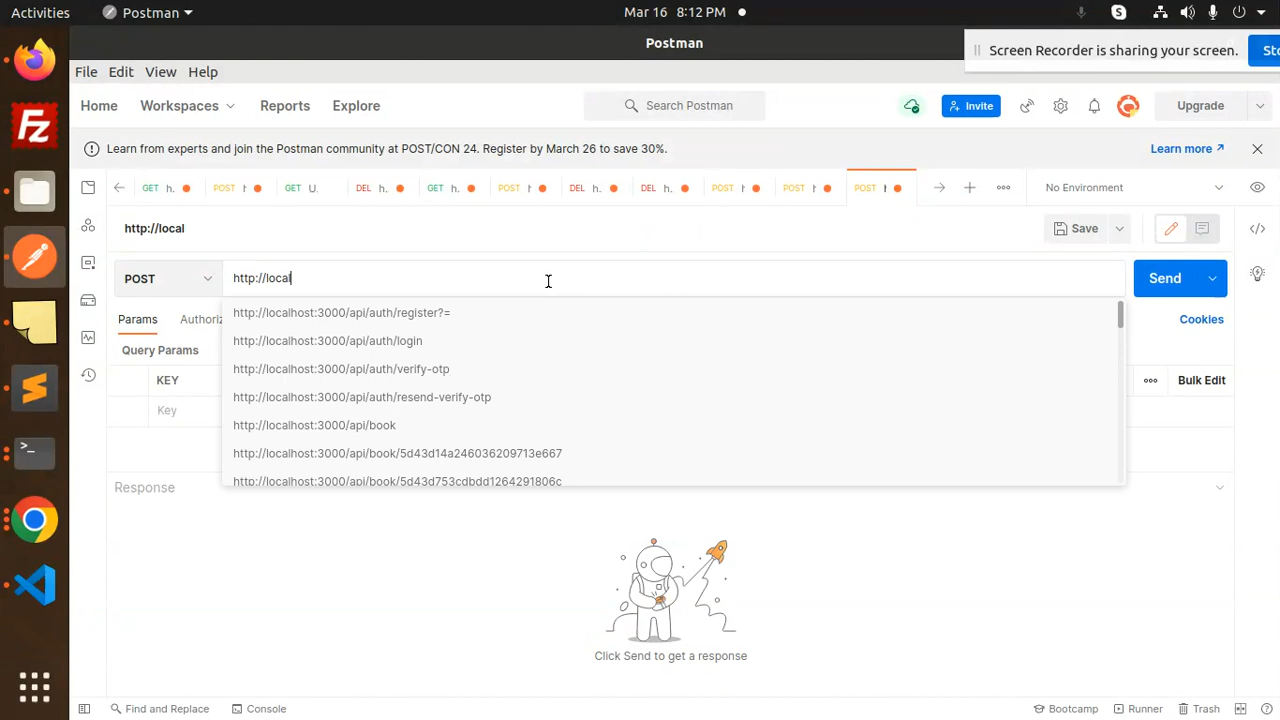 Activities Postman Mar 16 8:12 PM
Postman
Screen Recorder is sharing your screen.
File Edit View Help
Home Workspaces Reports Explore Search Postman Invite Upgrade
Learn from experts and join the Postman community at POST/CON 24. Register by March 26 to save 30%. Learn more
GET h. POST GET U. DEL h. GET h. POST DEL h. DEL h. POST POST POST No Environment
http://local Save
POST http://local Send
http://localhost:3000/api/auth/register?=
Params Cookies
http://localhost:3000/api/auth/login
Query Params
http://localhost:3000/api/auth/verify-otp
KEY Bulk Edit
http://localhost:3000/api/auth/resend-verify-otp
Key
http://localhost:3000/api/book
http://localhost:3000/api/book/5d43d14a246036209713e667
http://localhost:3000/api/book/5d43d753cdbdd1264291806c
Response
Click Send to get a response
Find and Replace Console Bootcamp Runner Trash